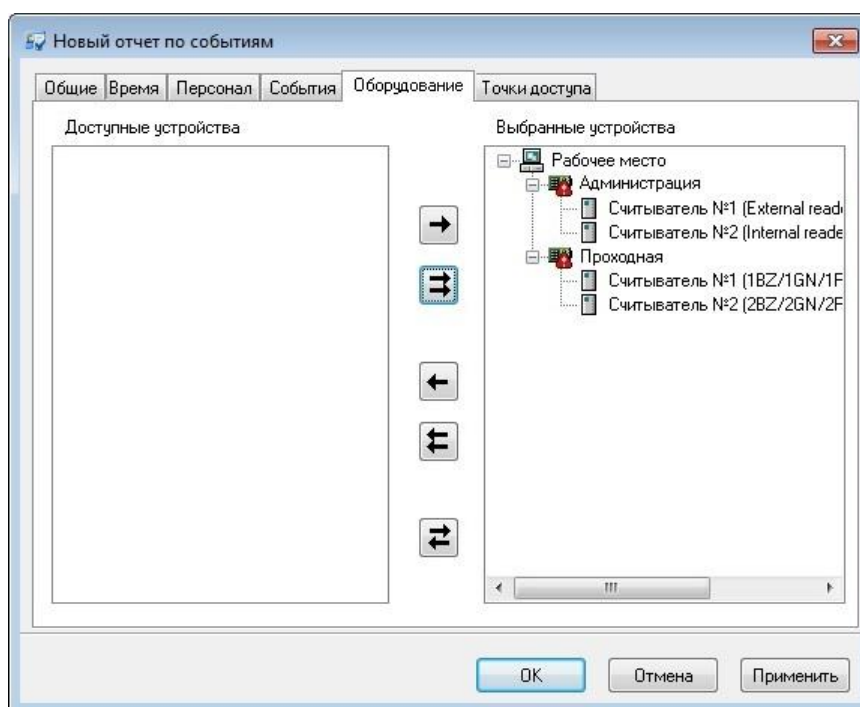 Новый отчет по событиям
Общие Время Персонал События Оборудование Точки доступа
Доступные устройства
Выбранные устройства
Рабочее место
Администрация
Считыватель №1 (External reade
Считыватель №2 (Internal reade
Проходная
Считыватель №1 (1BZ/1GN/1F
Считыватель №2 (2BZ/2GN/2F
OK Отмена Применить